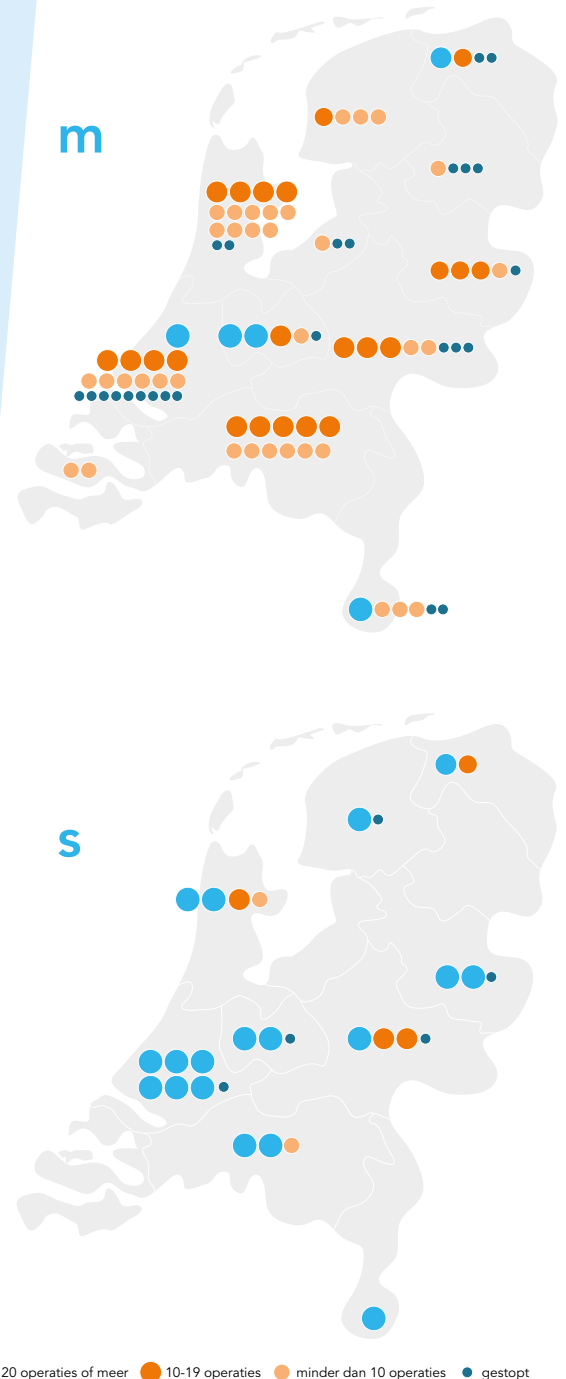 m
s
20 operaties of meer 10-19 operaties minder dan 10 operaties gestopt